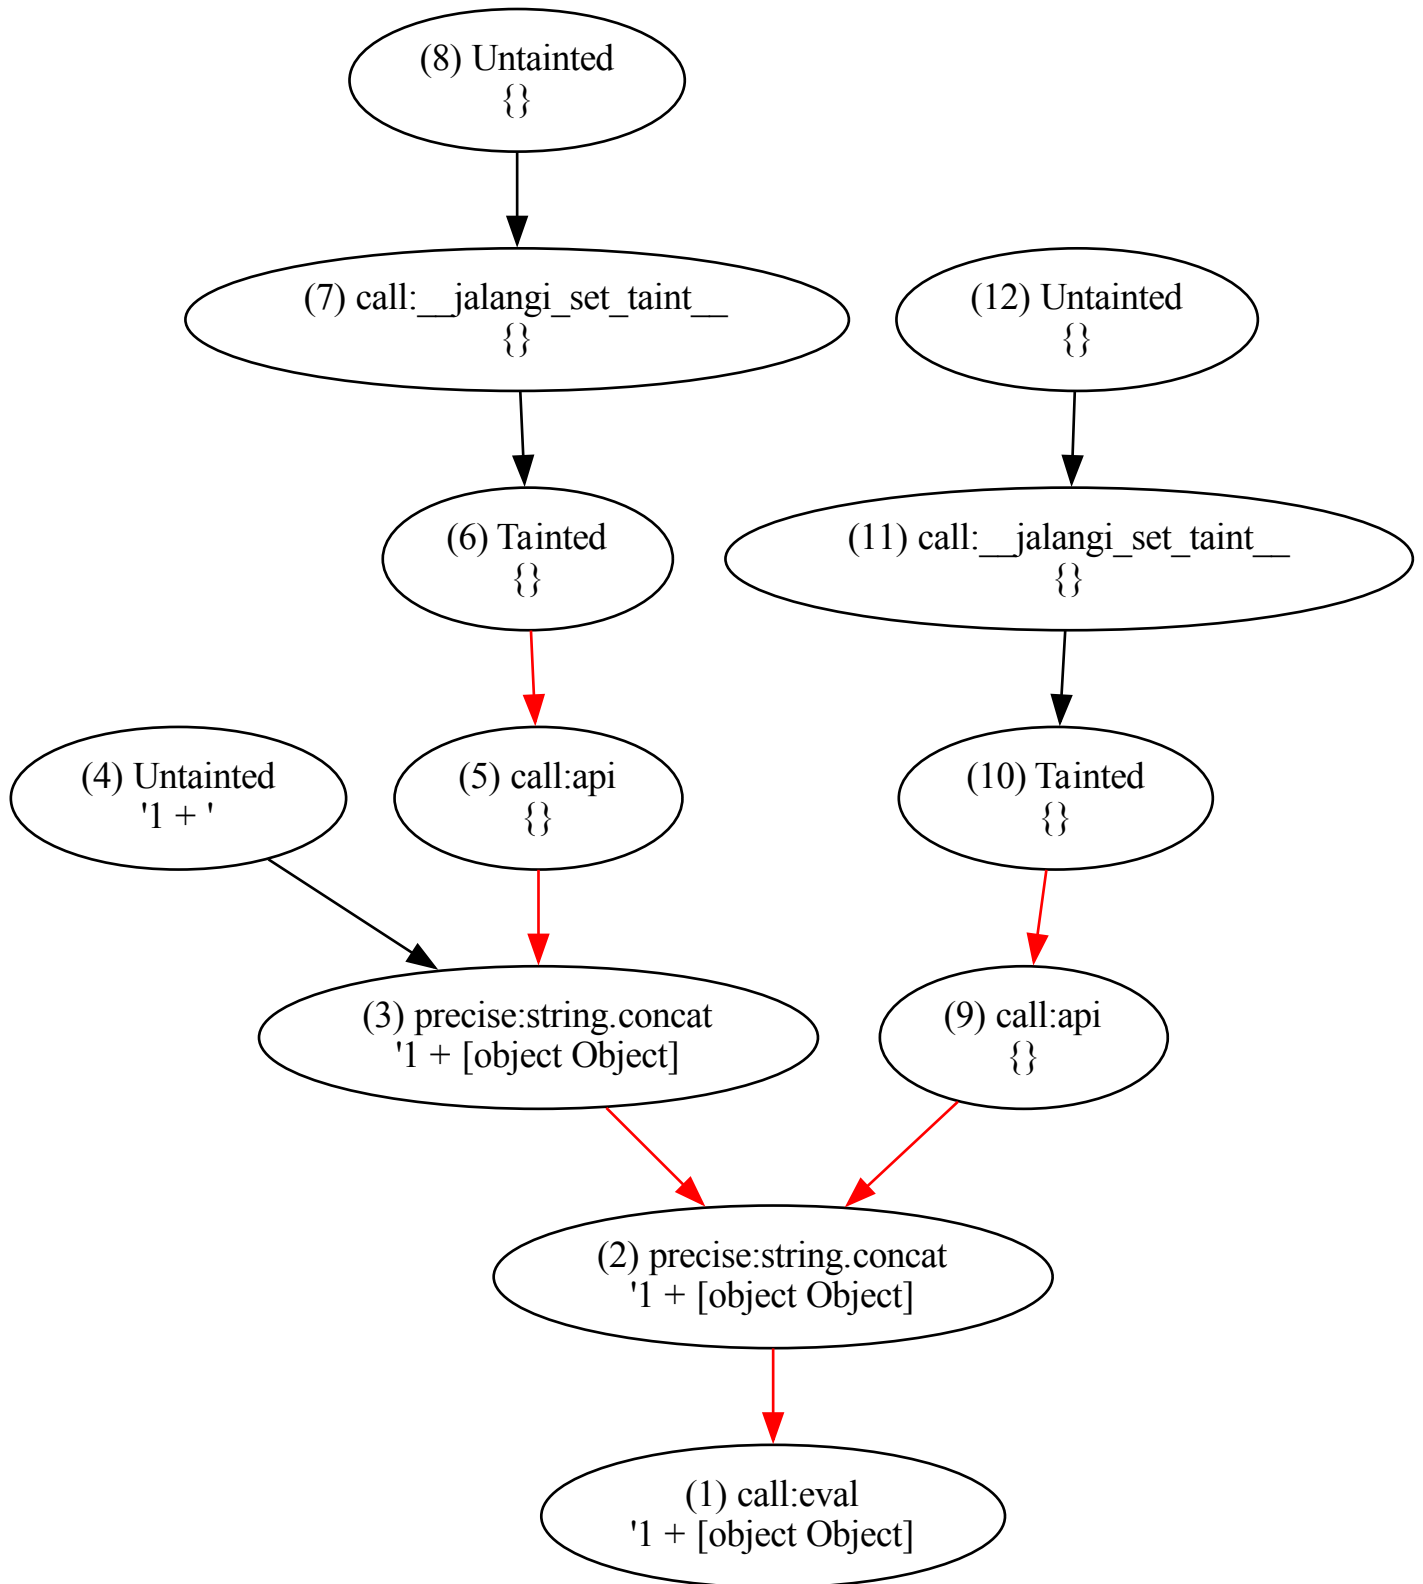 (8) Untainted
{}
(7) call:__jalangi_set_taint__
{}
(12) Untainted
{}
(6) Tainted
{}
(11) call:__jalangi_set_taint__
{}
(4) Untainted
'1 + '
(5) call:api
{}
(10) Tainted
{}
(3) precise:string.concat
'1 + [object Object]
(9) call:api
{}
(2) precise:string.concat
'1 + [object Object]
(1) call:eval
'1 + [object Object]